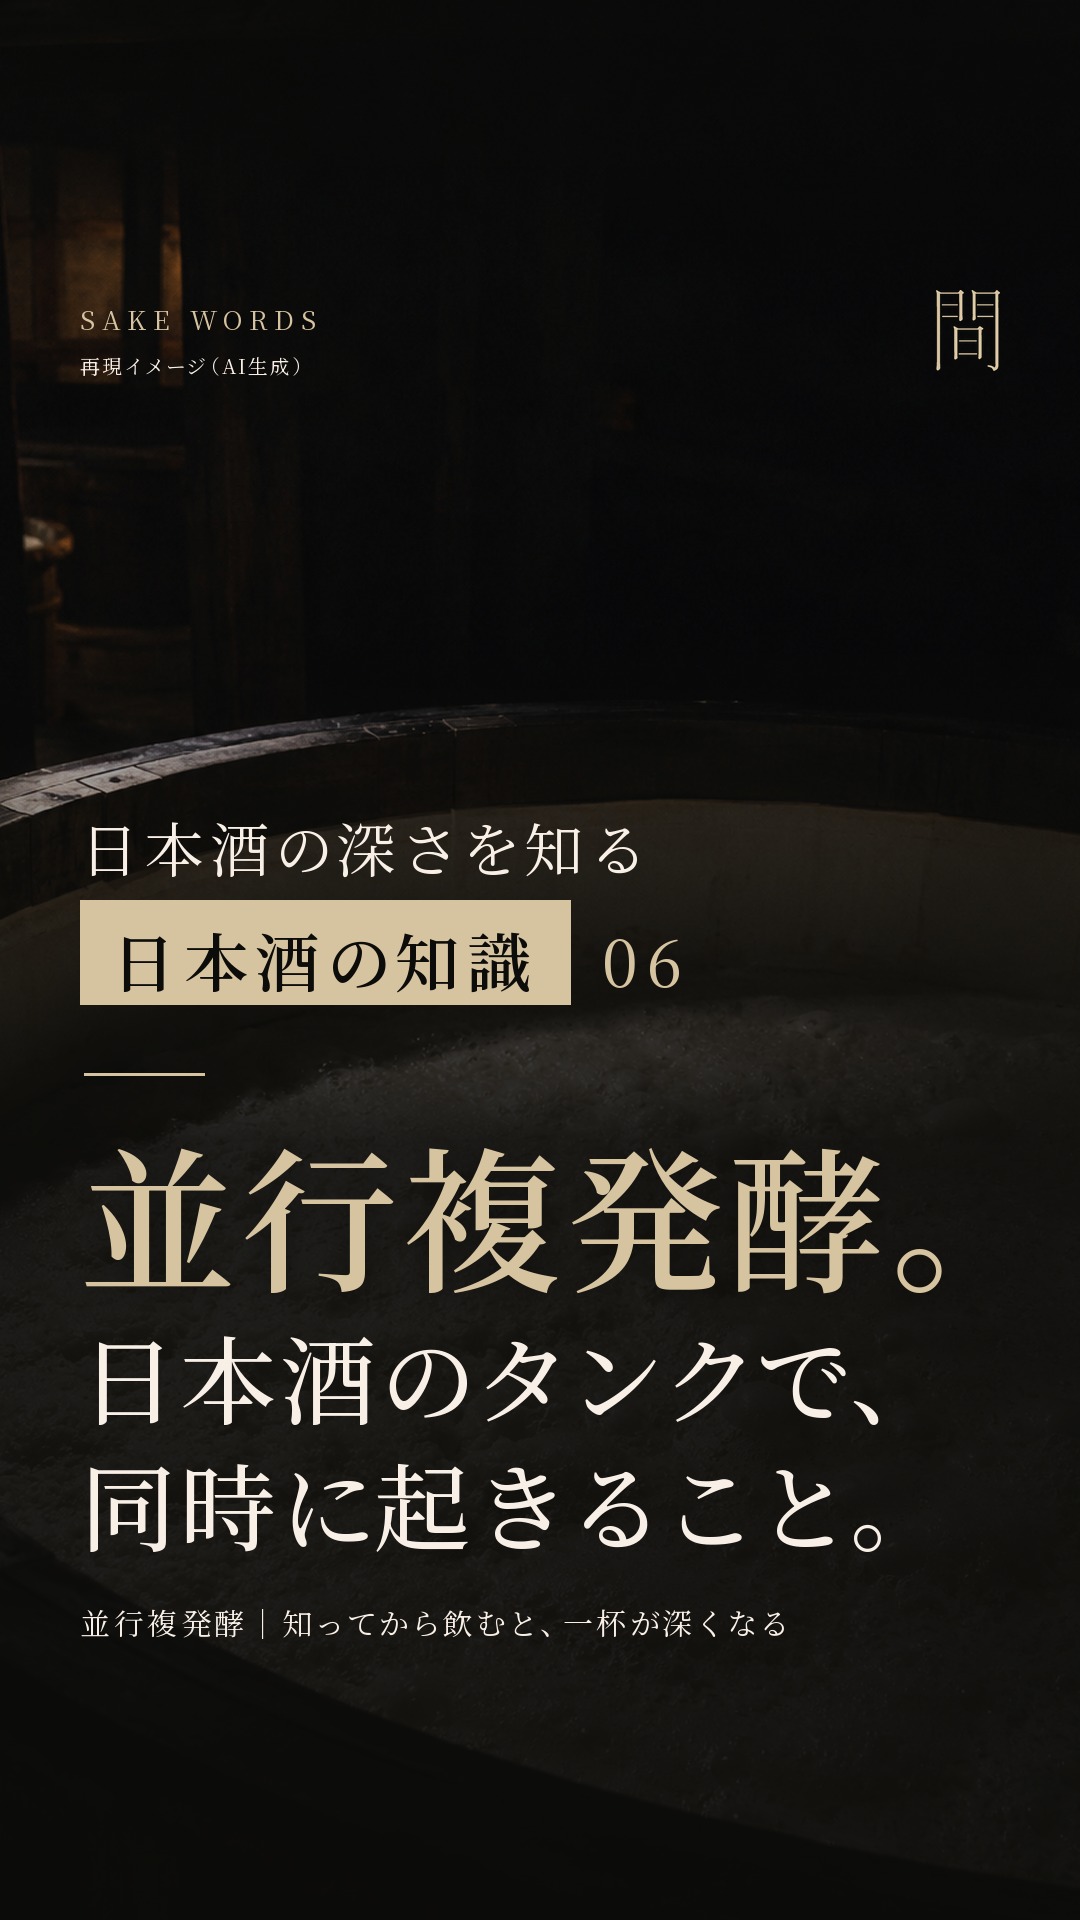 SAKE WORDS
再現イメージ（AI生成）
間
日本酒の深さを知る
日本酒の知識 06
並行複発酵。
日本酒のタンクで、
同時に起きること。
並行複発酵｜知ってから飲むと、一杯が深くなる